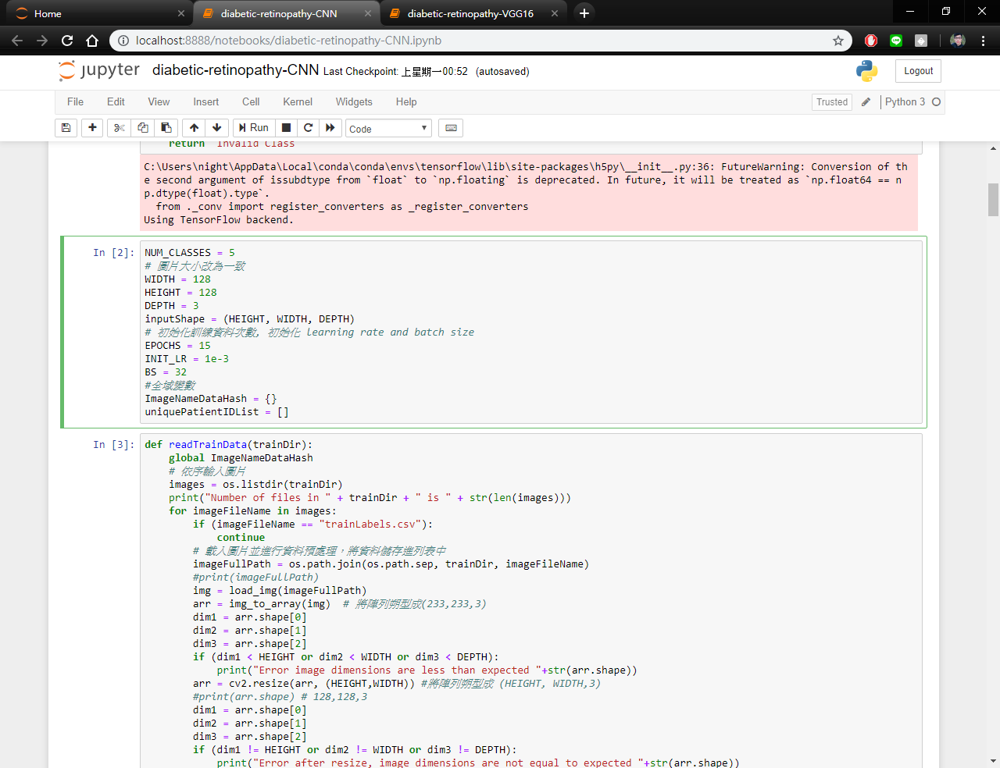 Home
diabetic-retinopathy-CNN
diabetic-retinopathy-VGG16
localhost:8888/notebooks/diabetic-retinopathy-CNN.ipynb
jupyter diabetic-retinopathy-CNN Last Checkpoint: 上星期一00:52 (autosaved)
Logout
File Edit View Insert Cell Kernel Widgets Help
Trusted Python 3
Run Code
return "Invalid Class"
C:\Users\night\AppData\Local\conda\conda\envs\tensorflow\lib\site-packages\h5py\__init__.py:36: FutureWarning: Conversion of th
e second argument of issubdtype from `float` to `np.floating` is deprecated. In future, it will be treated as `np.float64 == n
p.dtype(float).type`.
from ._conv import register_converters as _register_converters
Using TensorFlow backend.
In [2]: NUM_CLASSES = 5
# 圖片大小改為一致
WIDTH = 128
HEIGHT = 128
DEPTH = 3
inputShape = (HEIGHT, WIDTH, DEPTH)
# 初始化訓練資料次數, 初始化 learning rate and batch size
EPOCHS = 15
INIT_LR = 1e-3
BS = 32
#全域變數
ImageNameDataHash = {}
uniquePatientIDList = []
In [3]: def readTrainData(trainDir):
global ImageNameDataHash
# 依序輸入圖片
images = os.listdir(trainDir)
print("Number of files in " + trainDir + " is " + str(len(images)))
for imageFileName in images:
if (imageFileName == "trainLabels.csv"):
continue
# 載入圖片並進行資料預處理，將資料儲存進列表中
imageFullPath = os.path.join(os.path.sep, trainDir, imageFileName)
#print(imageFullPath)
img = load_img(imageFullPath)
arr = img_to_array(img) # 將陣列朔型成(233,233,3)
dim1 = arr.shape[0]
dim2 = arr.shape[1]
dim3 = arr.shape[2]
if (dim1 < HEIGHT or dim2 < WIDTH or dim3 < DEPTH):
print("Error image dimensions are less than expected "+str(arr.shape))
arr = cv2.resize(arr, (HEIGHT,WIDTH)) #將陣列朔型成 (HEIGHT, WIDTH,3)
#print(arr.shape) # 128,128,3
dim1 = arr.shape[0]
dim2 = arr.shape[1]
dim3 = arr.shape[2]
if (dim1 != HEIGHT or dim2 != WIDTH or dim3 != DEPTH):
print("Error after resize, image dimensions are not equal to expected "+str(arr.shape))